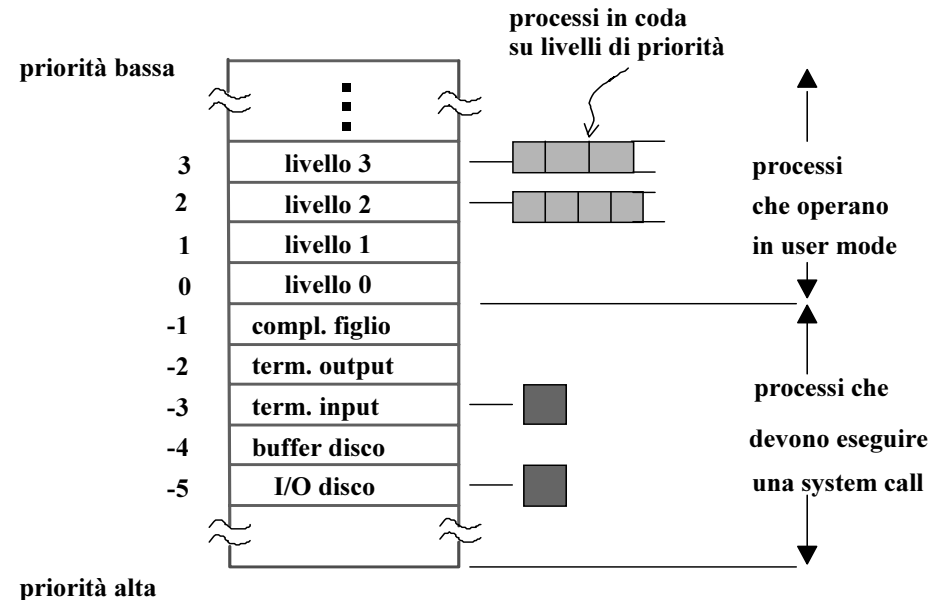 processi in coda
su livelli di priorità
priorità bassa
3 livello 3
2 livello 2
1 livello 1
0 livello 0
-1 compl. figlio
-2 term. output
-3 term. input
-4 buffer disco
-5 I/O disco
processi
che operano
in user mode
processi che
devono eseguire
una system call
priorità alta